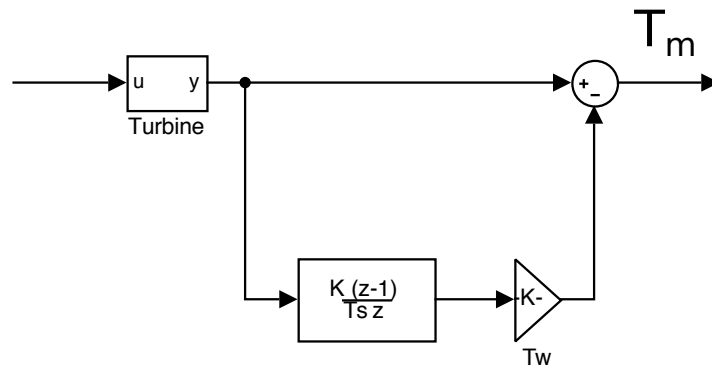 T_m
u y
Turbine
+
−
K (z-1)
Ts z
-K-
Tw